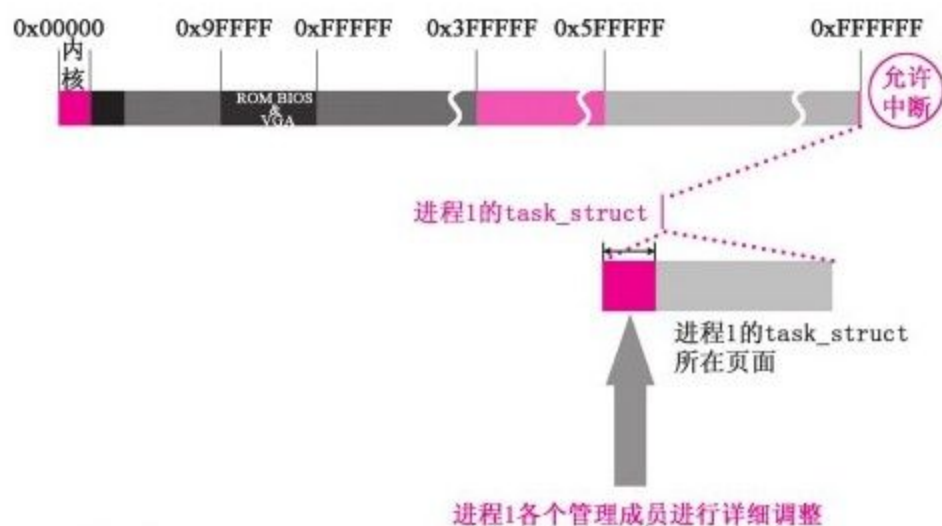 0x00000 0x9FFFF 0xFFFFF 0x3FFFFF 0x5FFFFF 0xFFFFFF
内
核
ROM BIOS
&
VGA
允许
中断
进程1的task_struct
进程1的task_struct
所在页面
进程1各个管理成员进行详细调整